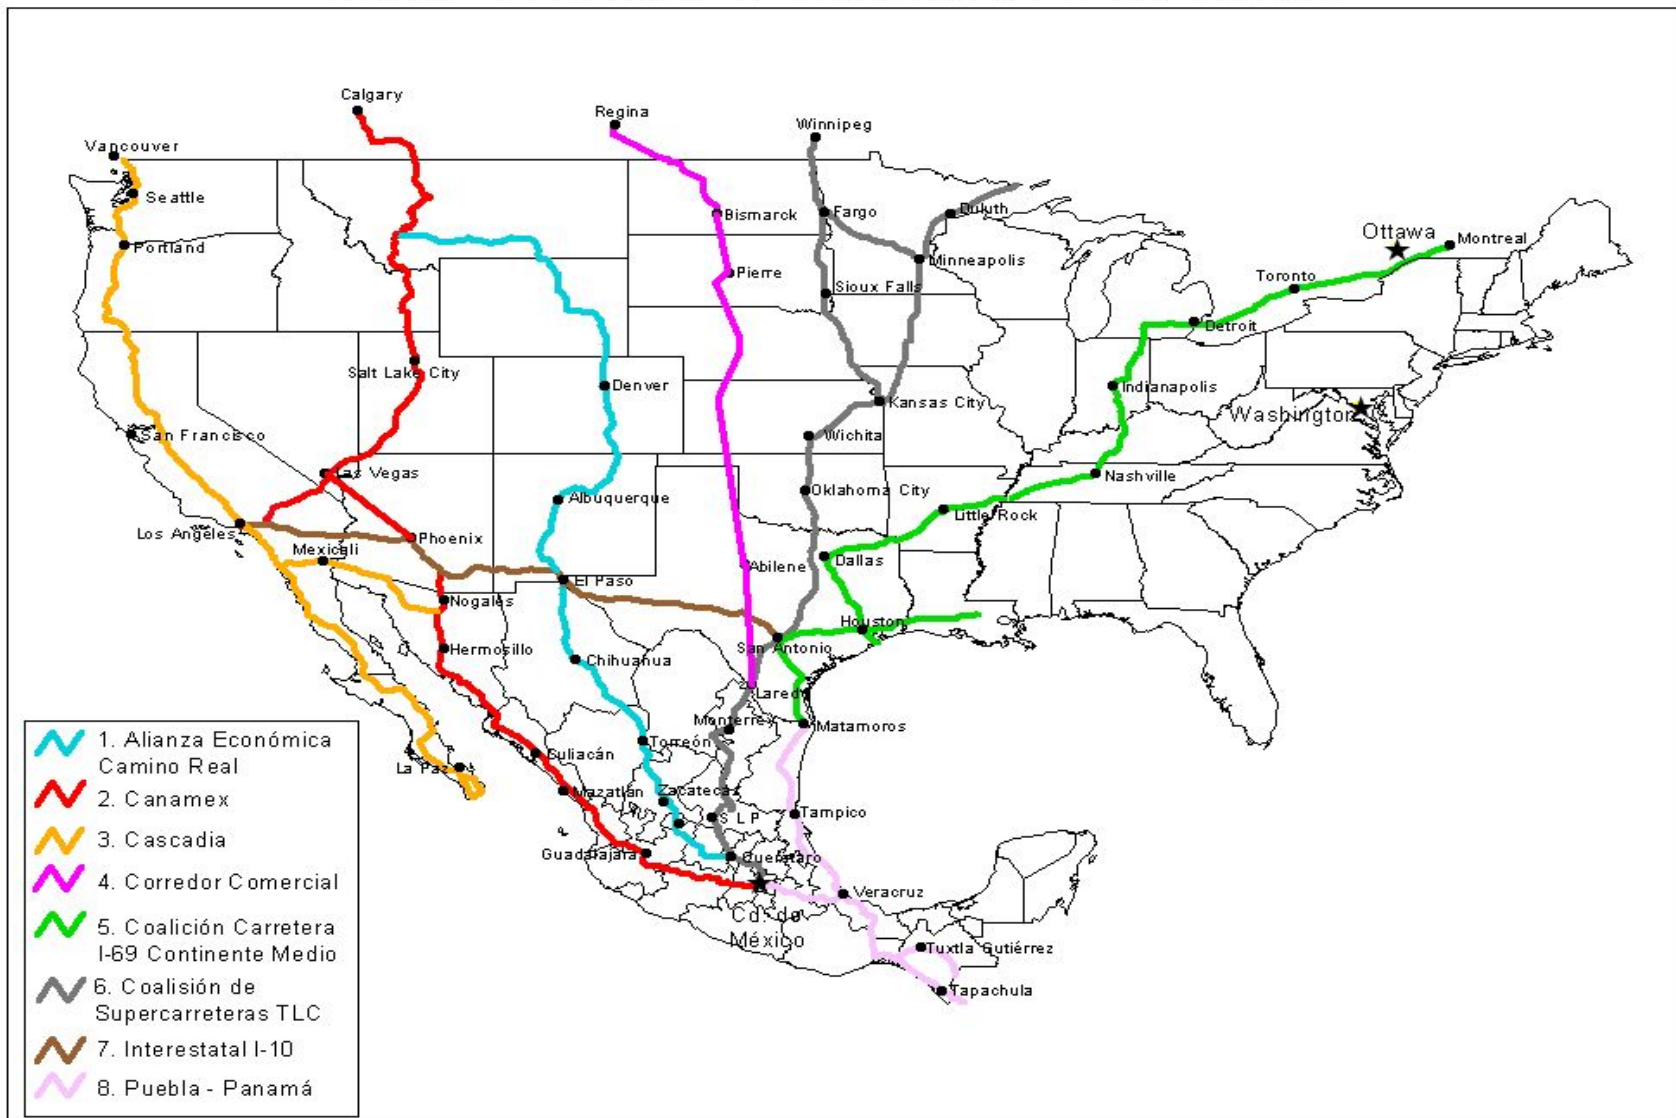 Calgary
Regina
Winnipeg
Vancouver
Seattle
Fargo
Duluth
Bismarck
Ottawa
Montreal
Portland
Minneapolis
Pierre
Toronto
Sioux Falls
Detroit
Salt Lake City
Denver
Indianapolis
Kansas City
Washington
San Francisco
Wichita
Las Vegas
Nashville
Albuquerque
Oklahoma City
Little Rock
Los Angeles
Phoenix
Mexicali
Dallas
Abilene
El Paso
Nogales
Houston
Hermosillo
San Antonio
Chihuahua
Laredo
Monterrey
Matamoros
Torreón
Culiacán
La Paz
Mazatlán
Zacatecas
S L P
Tampico
Guadalajara
Querétaro
Veracruz
Cd. de
México
Tuxtla Gutiérrez
Tapachula
1. Alianza Económica
Camino Real
2. Canamex
3. Cascadia
4. Corredor Comercial
5. Coalición Carretera
I-69 Continente Medio
6. Coalisión de
Supercarreteras TLC
7. Interestatal I-10
8. Puebla - Panamá